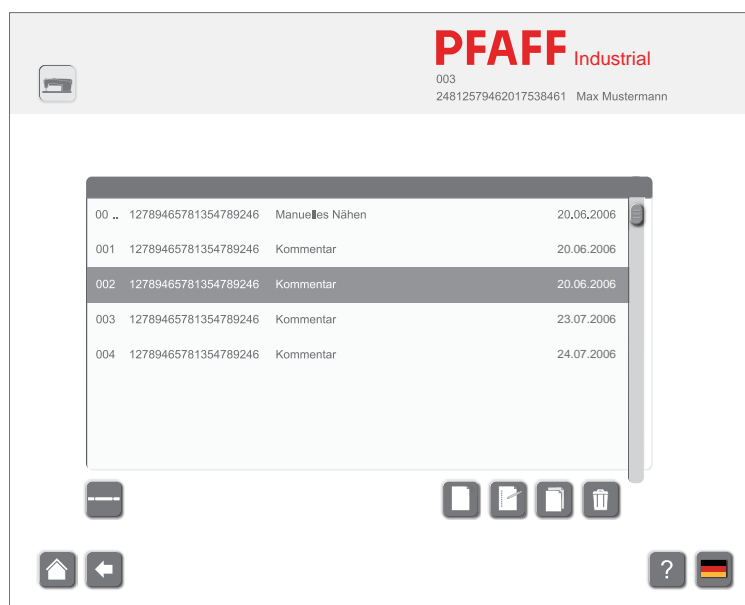 PFAFF Industrial
003
24812579462017538461 Max Mustermann
00 .. 12789465781354789246 Manuelles Nähen 20.06.2006
001 12789465781354789246 Kommentar 20.06.2006
002 12789465781354789246 Kommentar 20.06.2006
003 12789465781354789246 Kommentar 23.07.2006
004 12789465781354789246 Kommentar 24.07.2006
?